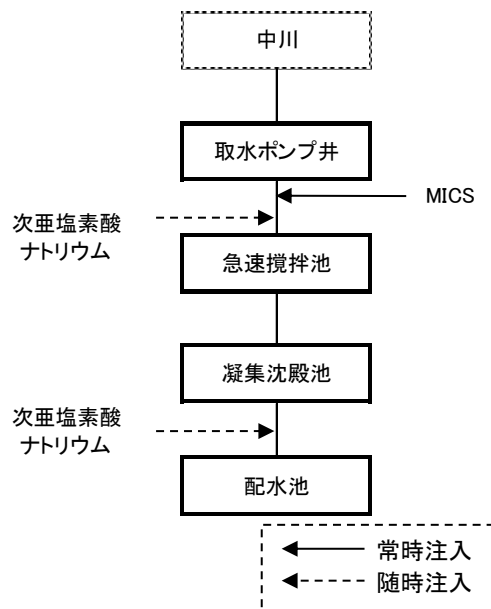 中川
取水ポンプ井
MICS
次亜塩素酸
ナトリウム
急速撹拌池
凝集沈殿池
次亜塩素酸
ナトリウム
配水池
常時注入
随時注入